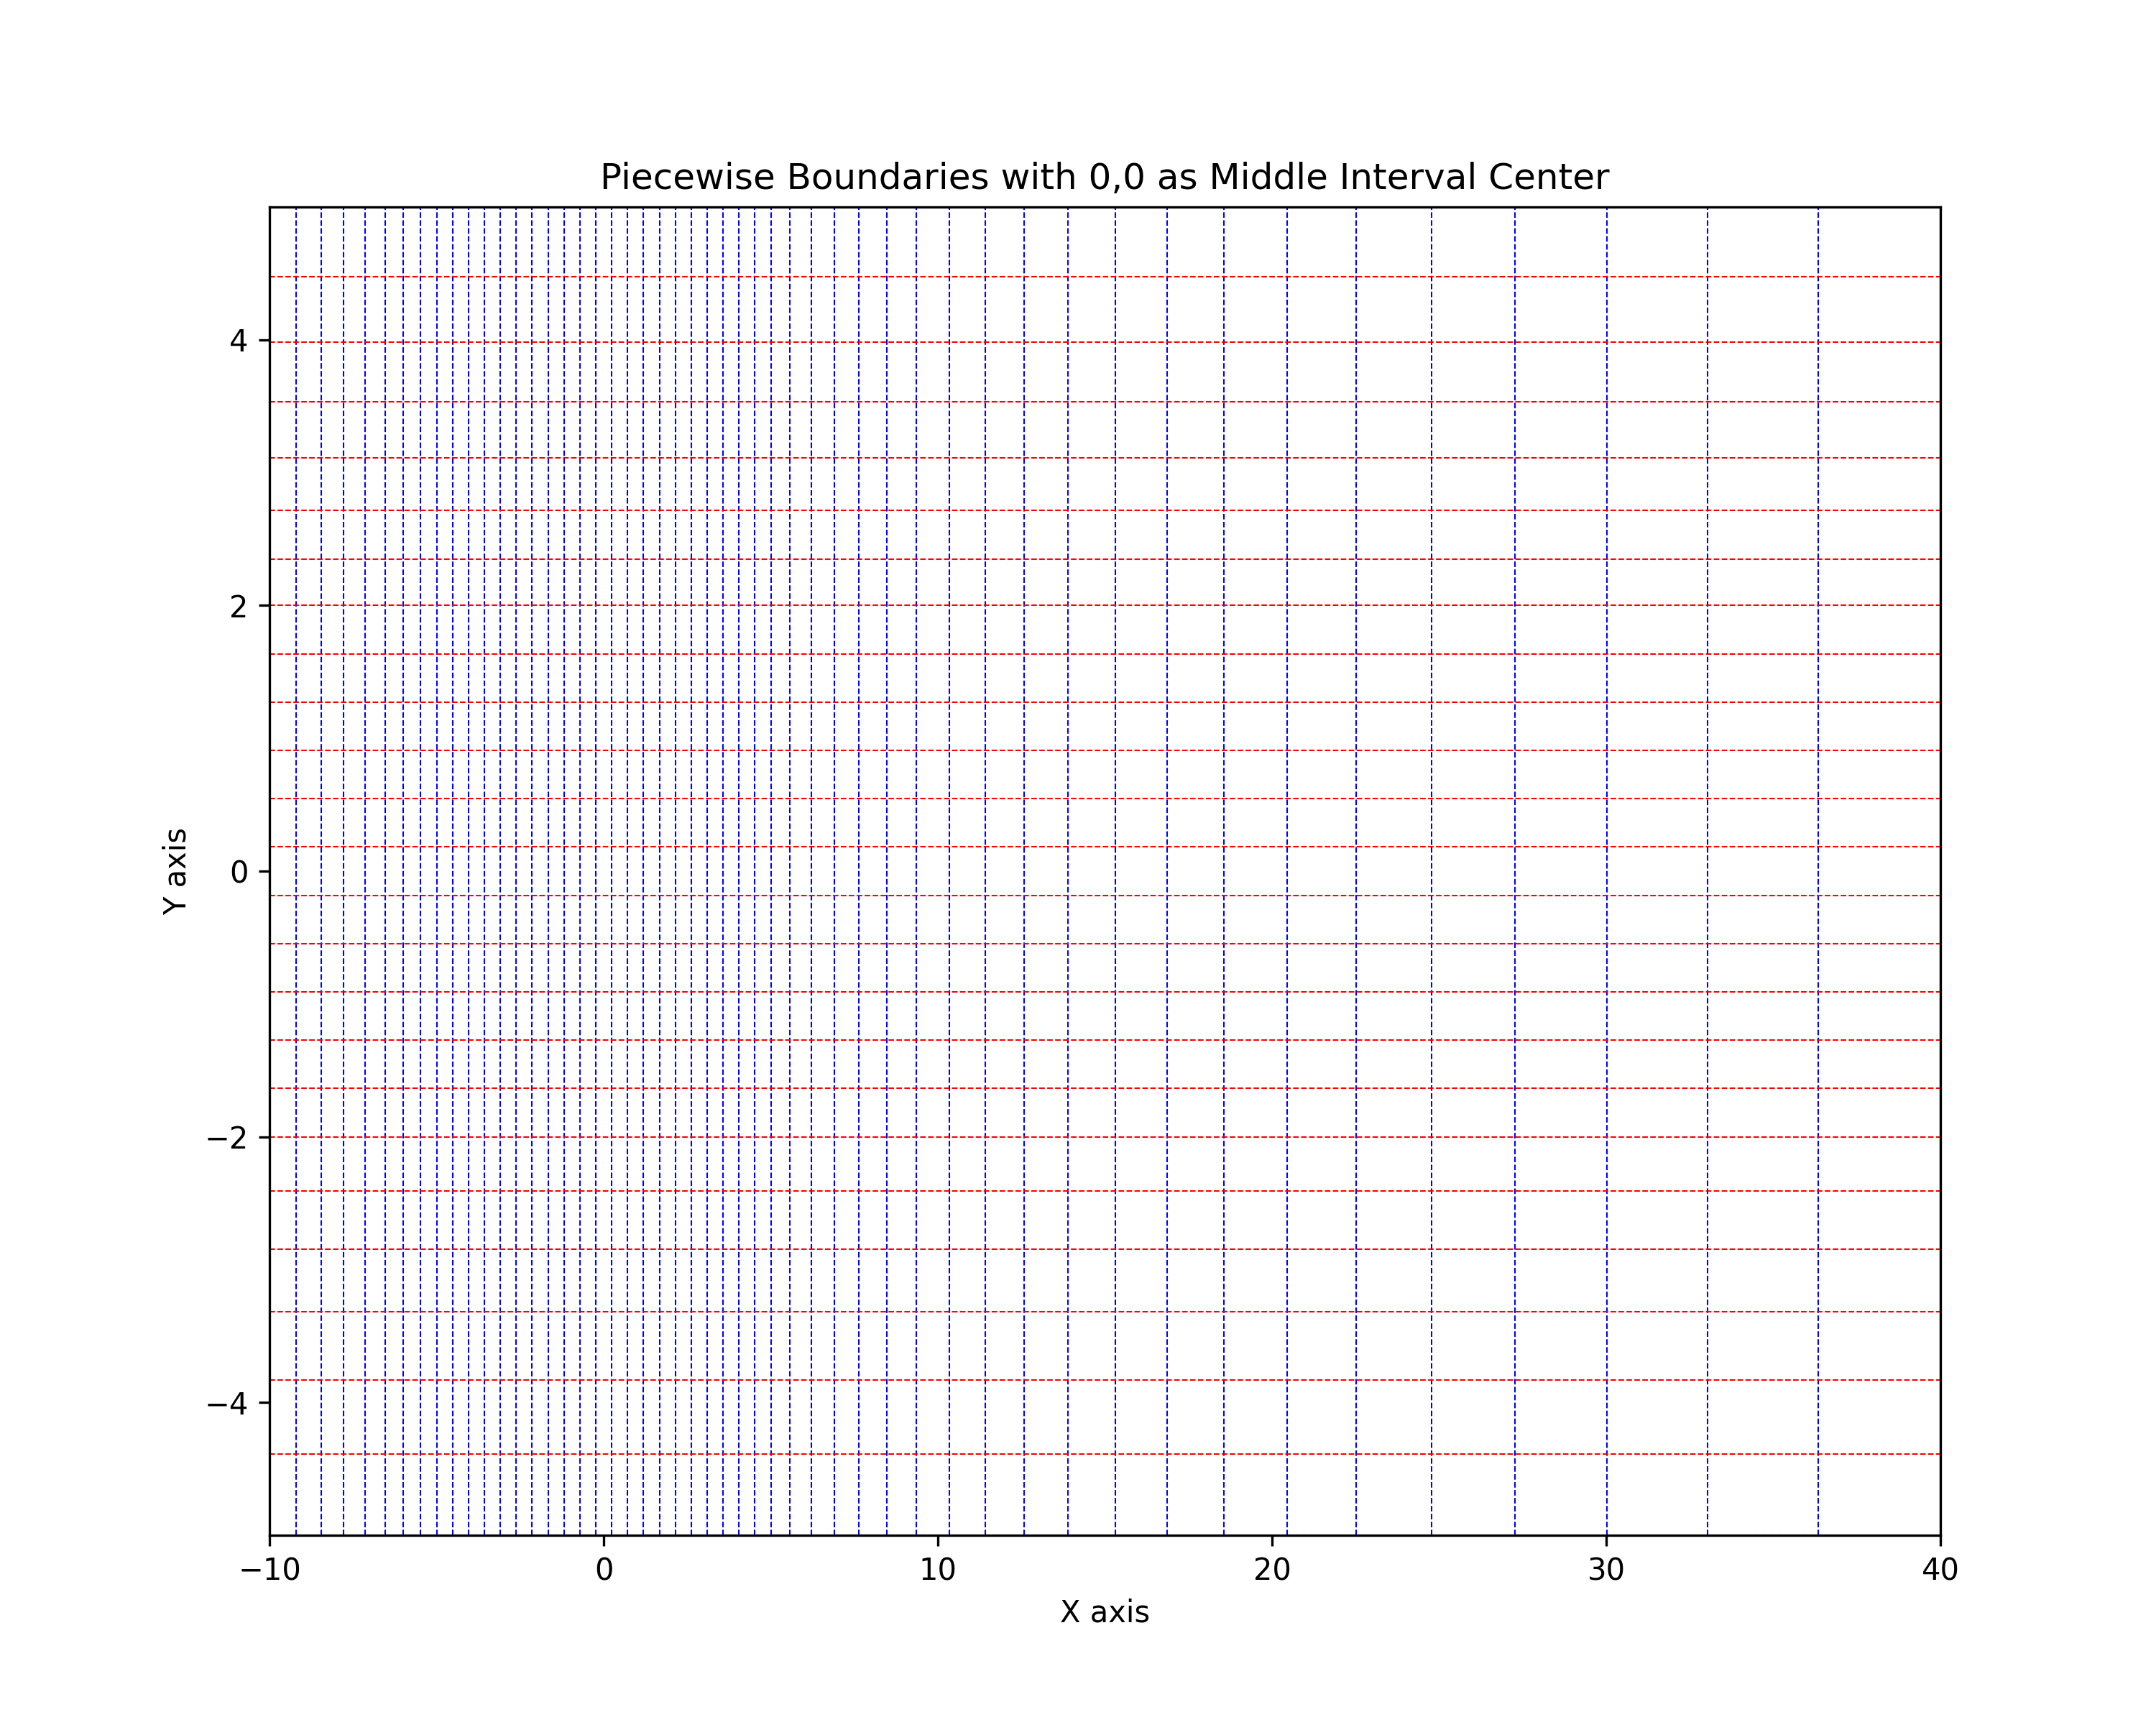 Piecewise Boundaries with 0,0 as Middle Interval Center
4
2
0
−2
−4
Y axis
−10 0 10 20 30 40
X axis